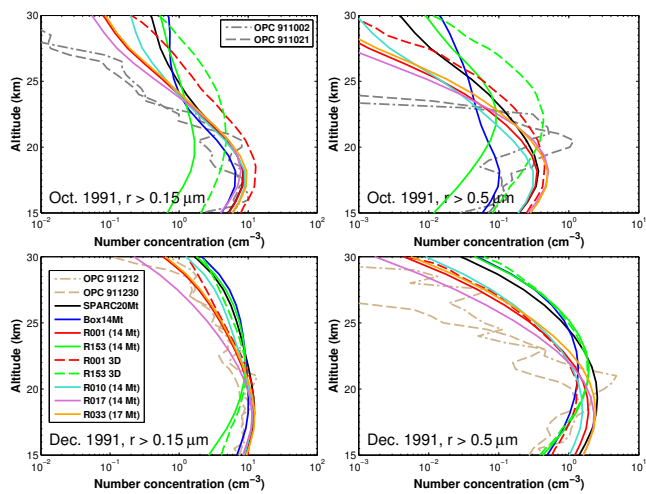 30
25
20
15
Altitude (km)
OPC 911002
OPC 911021
Oct. 1991, r > 0.15 µm
10⁻² 10⁻¹ 10⁰ 10¹ 10²
Number concentration (cm⁻³)
30
25
20
15
Altitude (km)
Oct. 1991, r > 0.5 µm
10⁻³ 10⁻² 10⁻¹ 10⁰ 10¹
Number concentration (cm⁻³)
30
25
20
15
Altitude (km)
OPC 911212
OPC 911230
SPARC20Mt
Box14Mt
R001 (14 Mt)
R153 (14 Mt)
R001 3D
R153 3D
R010 (14 Mt)
R017 (14 Mt)
R033 (17 Mt)
Dec. 1991, r > 0.15 µm
10⁻² 10⁻¹ 10⁰ 10¹ 10²
Number concentration (cm⁻³)
30
25
20
15
Altitude (km)
Dec. 1991, r > 0.5 µm
10⁻³ 10⁻² 10⁻¹ 10⁰ 10¹
Number concentration (cm⁻³)